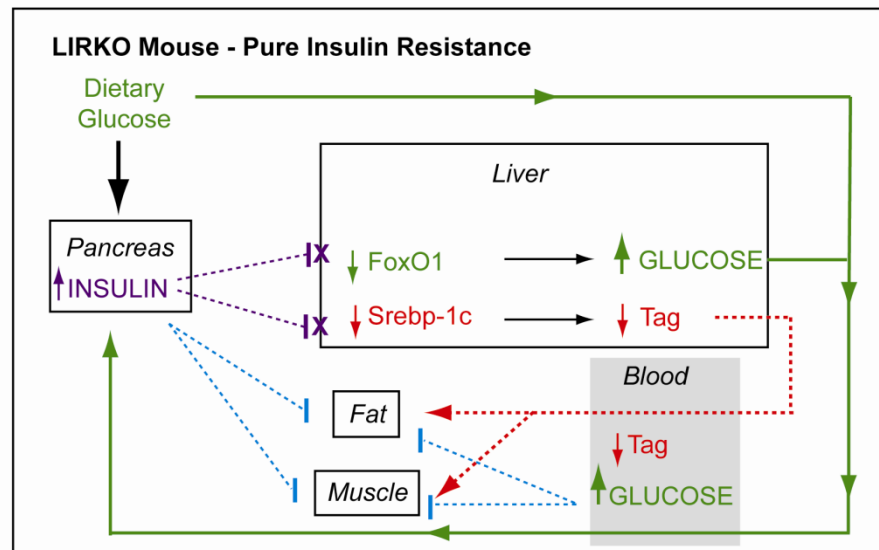 LIRKO Mouse - Pure Insulin Resistance
Dietary
Glucose
Liver
Pancreas
INSULIN
X
FoxO1
GLUCOSE
X
Srebp-1c
Tag
Blood
Fat
Tag
Muscle
GLUCOSE